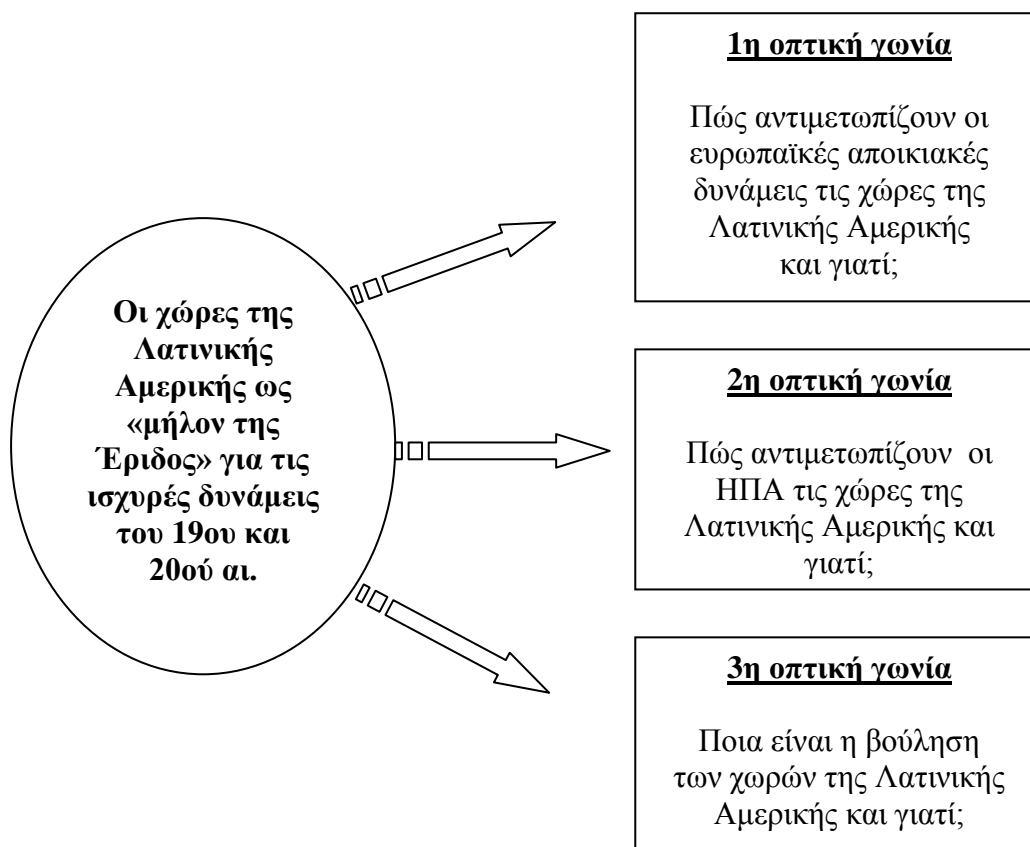 Οι χώρες της
Λατινικής
Αμερικής ως
«μήλον της
Έριδος» για τις
ισχυρές δυνάμεις
του 19ου και
20ού αι.
1η οπτική γωνία
Πώς αντιμετωπίζουν οι
ευρωπαϊκές αποικιακές
δυνάμεις τις χώρες της
Λατινικής Αμερικής
και γιατί;
2η οπτική γωνία
Πώς αντιμετωπίζουν οι
ΗΠΑ τις χώρες της
Λατινικής Αμερικής και
γιατί;
3η οπτική γωνία
Ποια είναι η βούληση
των χωρών της Λατινικής
Αμερικής και γιατί;